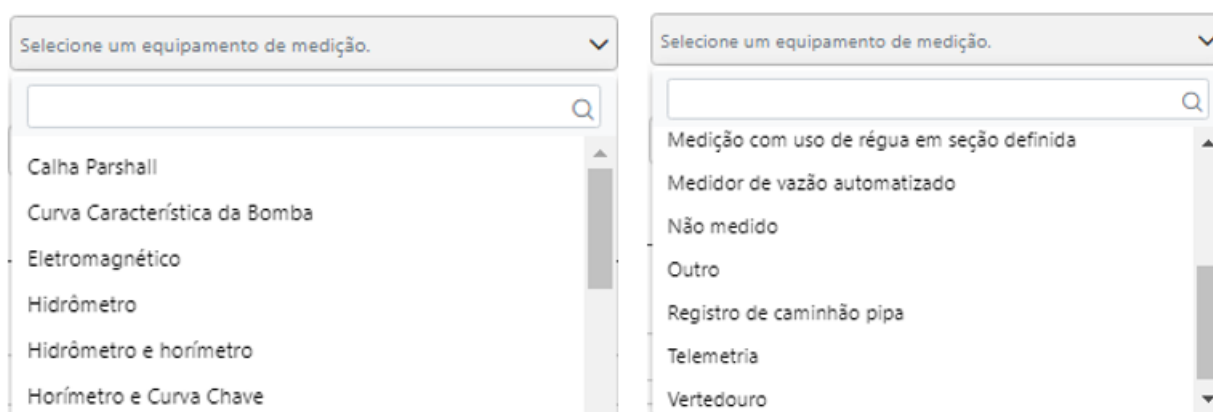 Selecione um equipamento de medição.
Calha Parshall
Curva Característica da Bomba
Eletromagnético
Hidrômetro
Hidrômetro e horímetro
Horímetro e Curva Chave
Selecione um equipamento de medição.
Medição com uso de régua em seção definida
Medidor de vazão automatizado
Não medido
Outro
Registro de caminhão pipa
Telemetria
Vertedouro